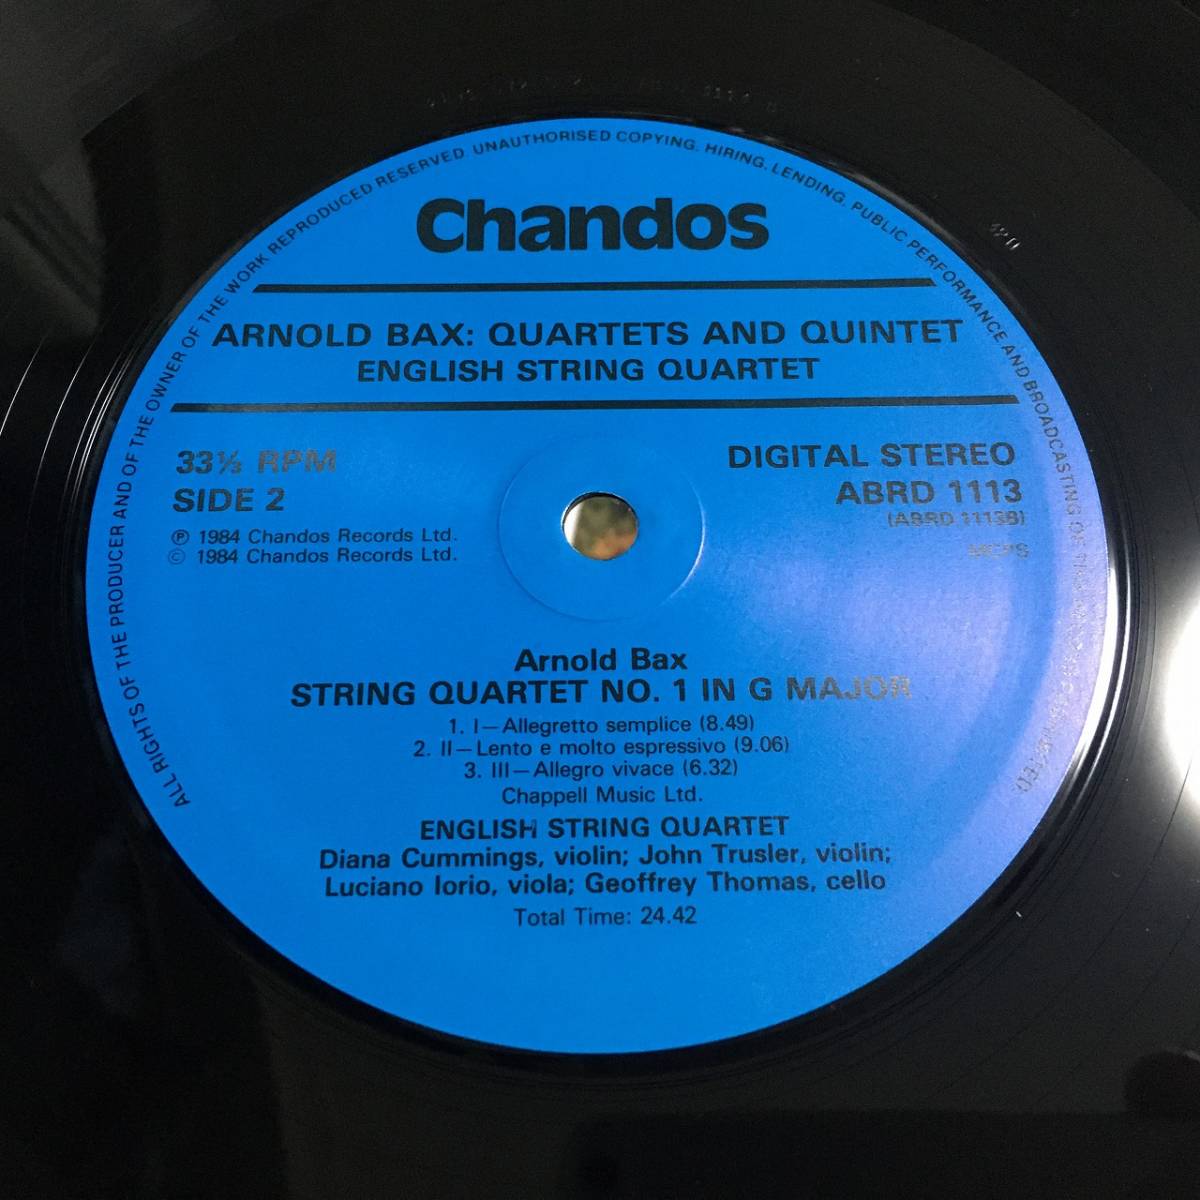 ALL RIGHTS OF THE PRODUCER AND OF THE OWNER OF THE WORK REPRODUCED RESERVED. UNAUTHORISED COPYING, HIRING, LENDING, PUBLIC PERFORMANCE AND BROADCASTING OF
Chandos
ARNOLD BAX: QUARTETS AND QUINTET
ENGLISH STRING QUARTET
33⅓ RPM
SIDE 2
℗ 1984 Chandos Records Ltd.
© 1984 Chandos Records Ltd.
DIGITAL STEREO
ABRD 1113
(ABRD 1113B)
MCPS
Arnold Bax
STRING QUARTET NO. 1 IN G MAJOR
1. I—Allegretto semplice (8.49)
2. II—Lento e molto espressivo (9.06)
3. III—Allegro vivace (6.32)
Chappell Music Ltd.
ENGLISH STRING QUARTET
Diana Cummings, violin; John Trusler, violin;
Luciano Iorio, viola; Geoffrey Thomas, cello
Total Time: 24.42